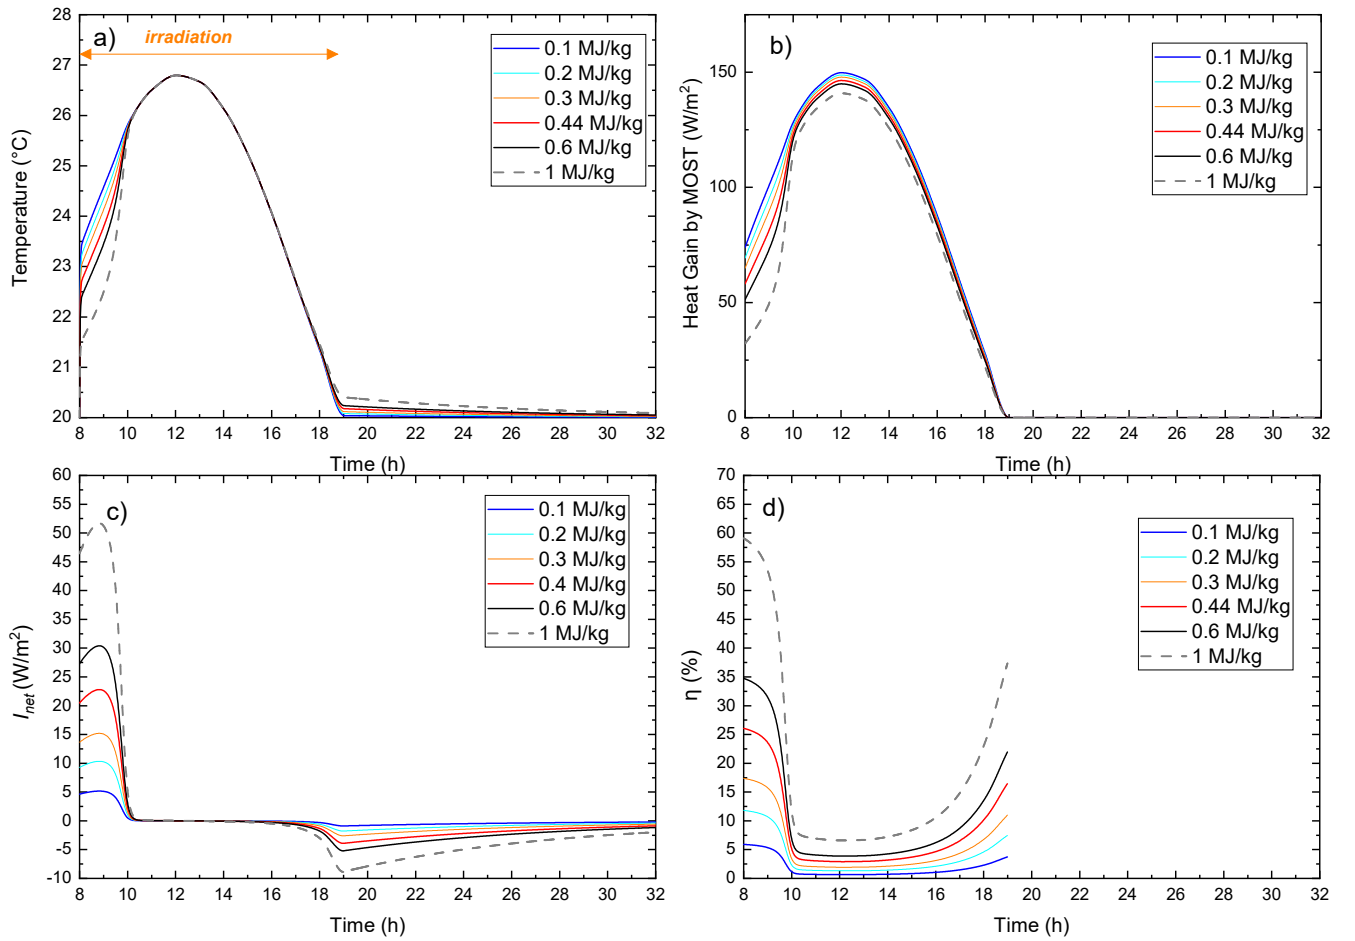 a)
irradiation
0.1 MJ/kg
0.2 MJ/kg
0.3 MJ/kg
0.44 MJ/kg
0.6 MJ/kg
1 MJ/kg
Temperature (°C)
28
27
26
25
24
23
22
21
20
8 10 12 14 16 18 20 22 24 26 28 30 32
Time (h)
b)
0.1 MJ/kg
0.2 MJ/kg
0.3 MJ/kg
0.44 MJ/kg
0.6 MJ/kg
1 MJ/kg
Heat Gain by MOST (W/m²)
150
100
50
0
8 10 12 14 16 18 20 22 24 26 28 30 32
Time (h)
c)
0.1 MJ/kg
0.2 MJ/kg
0.3 MJ/kg
0.4 MJ/kg
0.6 MJ/kg
1 MJ/kg
I_net (W/m²)
60
55
50
45
40
35
30
25
20
15
10
5
0
-5
-10
8 10 12 14 16 18 20 22 24 26 28 30 32
Time (h)
d)
0.1 MJ/kg
0.2 MJ/kg
0.3 MJ/kg
0.44 MJ/kg
0.6 MJ/kg
1 MJ/kg
η (%)
70
65
60
55
50
45
40
35
30
25
20
15
10
5
0
8 10 12 14 16 18 20 22 24 26 28 30 32
Time (h)